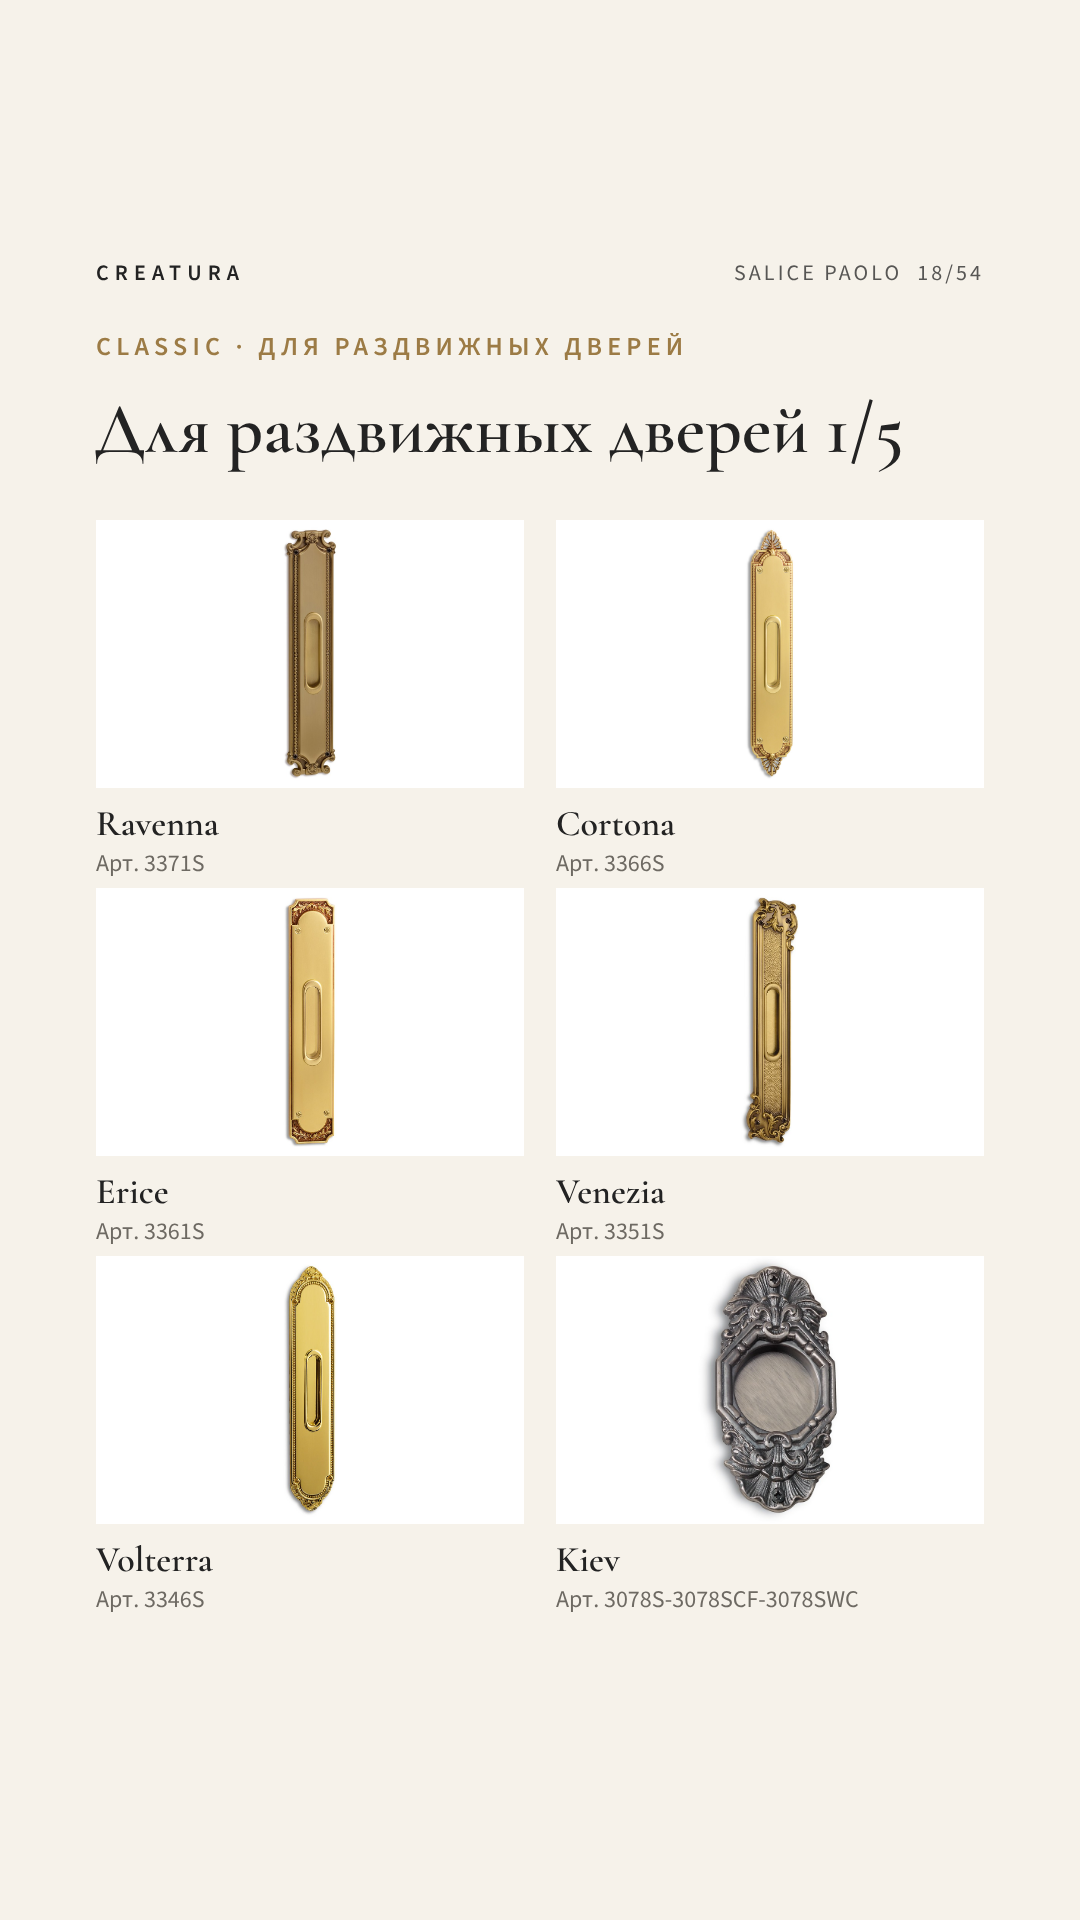 CREATURA
SALICE PAOLO 18/54
CLASSIC · ДЛЯ РАЗДВИЖНЫХ ДВЕРЕЙ
Для раздвижных дверей 1/5
Ravenna
Арт. 3371S
Cortona
Арт. 3366S
Erice
Арт. 3361S
Venezia
Арт. 3351S
Volterra
Арт. 3346S
Kiev
Арт. 3078S-3078SCF-3078SWC